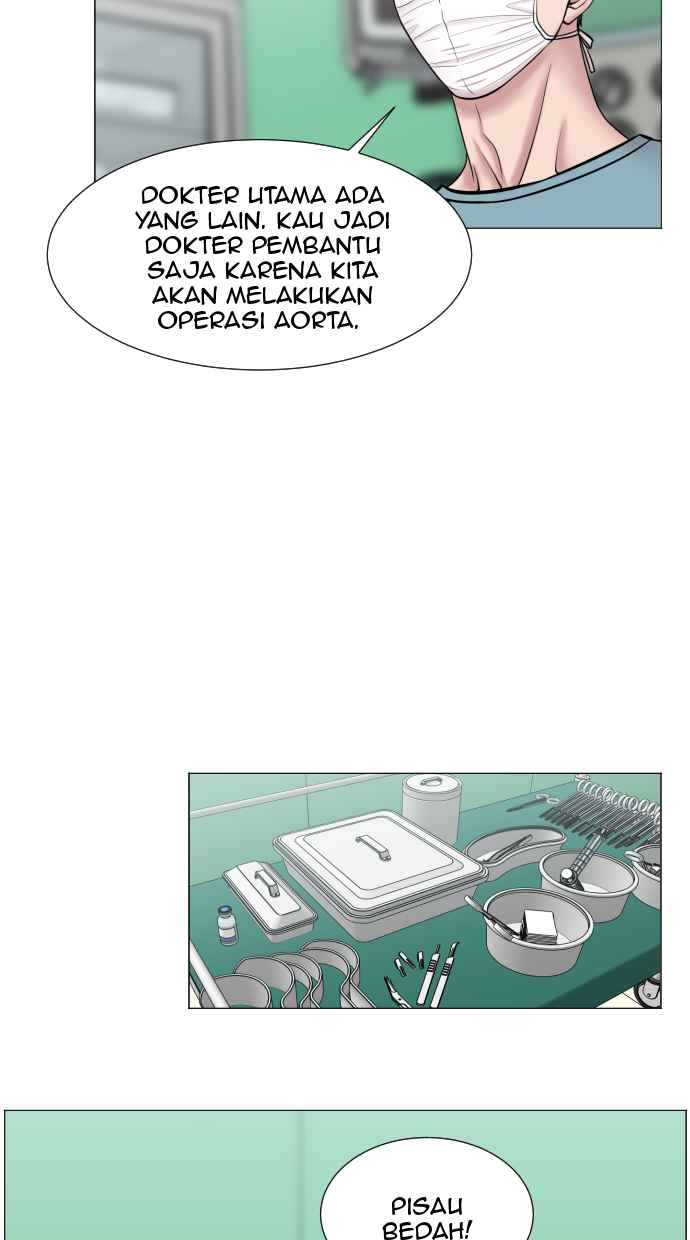 DOKTER UTAMA ADA
YANG LAIN. KAU JADI
DOKTER PEMBANTU
SAJA KARENA KITA
AKAN MELAKUKAN
OPERASI AORTA.
PISAU
BEDAH!